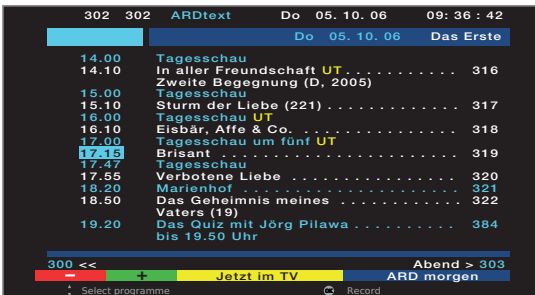 302 302 ARDtext Do 05. 10. 06 09: 36 : 42
Do 05. 10. 06 Das Erste
14.00 Tagesschau
14.10 In aller Freundschaft UT . . . . . . . . . . . 316
Zweite Begegnung (D, 2005)
15.00 Tagesschau
15.10 Sturm der Liebe (221) . . . . . . . . . . . . . 317
16.00 Tagesschau UT
16.10 Eisbär, Affe & Co. . . . . . . . . . . . . . . . . 318
17.00 Tagesschau um fünf UT
17.15 Brisant . . . . . . . . . . . . . . . . . . . . . 319
17.47 Tagesschau
17.55 Verbotene Liebe . . . . . . . . . . . . . . . . 320
18.20 Marienhof . . . . . . . . . . . . . . . . . . . . 321
18.50 Das Geheimnis meines . . . . . . . . . . 322
Vaters (19)
19.20 Das Quiz mit Jörg Pilawa . . . . . . . . . . 384
bis 19.50 Uhr
300 << Abend > 303
− + Jetzt im TV ARD morgen
Select programme Record